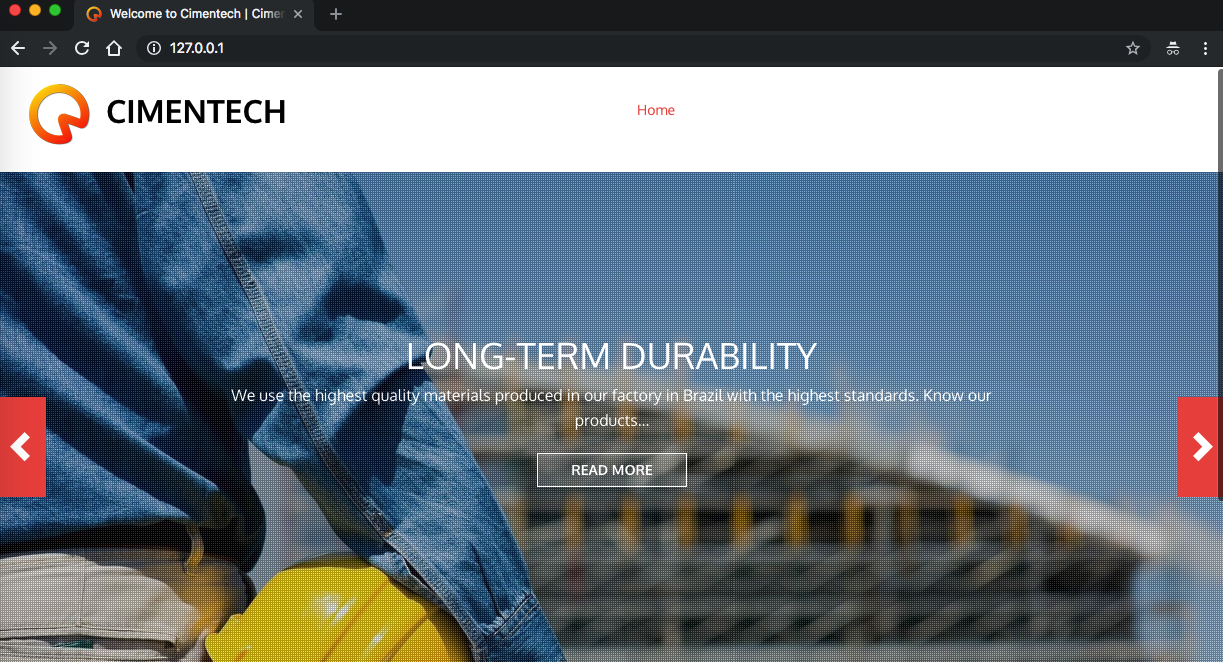 Welcome to Cimentech | Cimen
127.0.0.1
CIMENTECH
Home
LONG-TERM DURABILITY
We use the highest quality materials produced in our factory in Brazil with the highest standards. Know our
products...
READ MORE